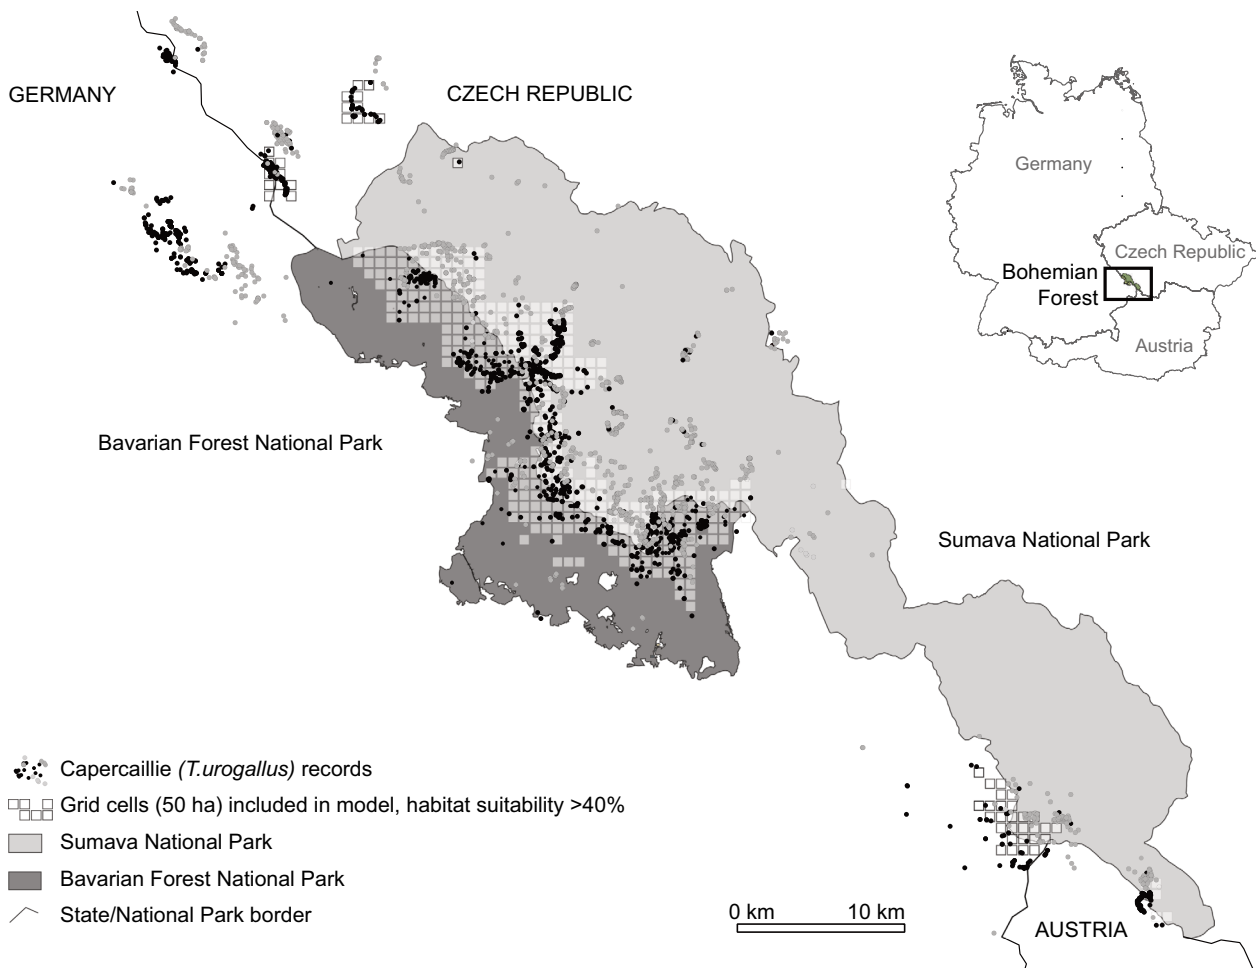 GERMANY
CZECH REPUBLIC
Germany
Czech Republic
Bohemian
Forest
Austria
Bavarian Forest National Park
Sumava National Park
Capercaillie (T.urogallus) records
Grid cells (50 ha) included in model, habitat suitability >40%
Sumava National Park
Bavarian Forest National Park
State/National Park border
0 km 10 km
AUSTRIA